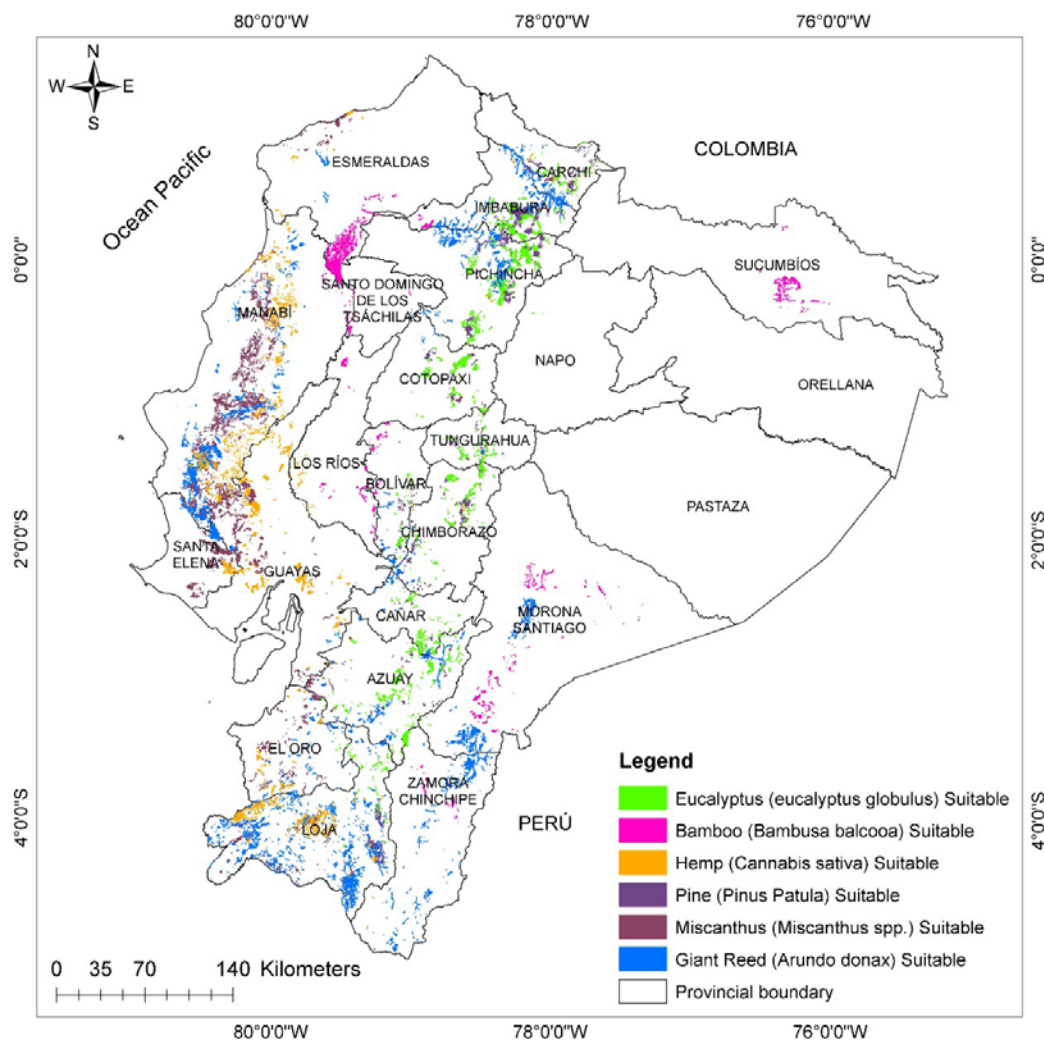 80°0'0"W 78°0'0"W 76°0'0"W
N
W E
S
Ocean Pacific
COLOMBIA
ESMERALDAS
CARCHI
IMBABURA
0°0'0"
0°0'0"
SUCUMBÍOS
PICHINCHA
SANTO DOMINGO
DE LOS
TSÁCHILAS
MANABÍ
NAPO
COTOPAXI
ORELLANA
TUNGURAHUA
LOS RÍOS
BOLÍVAR
PASTAZA
CHIMBORAZO
2°0'0"S
2°0'0"S
SANTA
ELENA
GUAYAS
MORONA
SANTIAGO
CAÑAR
AZUAY
EL ORO
ZAMORA
CHINCHIPE
PERÚ
LOJA
4°0'0"S
4°0'0"S
Legend
Eucalyptus (eucalyptus globulus) Suitable
Bamboo (Bambusa balcooa) Suitable
Hemp (Cannabis sativa) Suitable
Pine (Pinus Patula) Suitable
Miscanthus (Miscanthus spp.) Suitable
Giant Reed (Arundo donax) Suitable
Provincial boundary
0 35 70 140 Kilometers
80°0'0"W 78°0'0"W 76°0'0"W